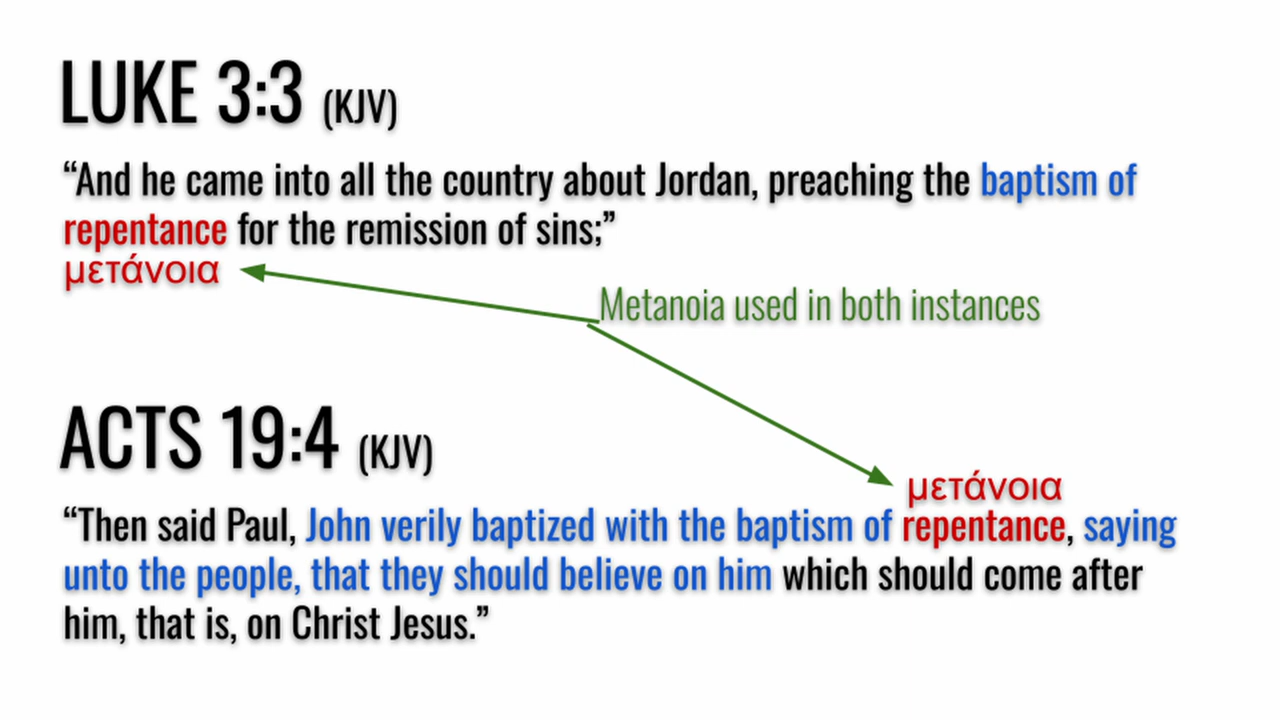 LUKE 3:3 (KJV)
“And he came into all the country about Jordan, preaching the baptism of
repentance for the remission of sins;”
μετάνοια
Metanoia used in both instances
ACTS 19:4 (KJV)
μετάνοια
“Then said Paul, John verily baptized with the baptism of repentance, saying
unto the people, that they should believe on him which should come after
him, that is, on Christ Jesus.”